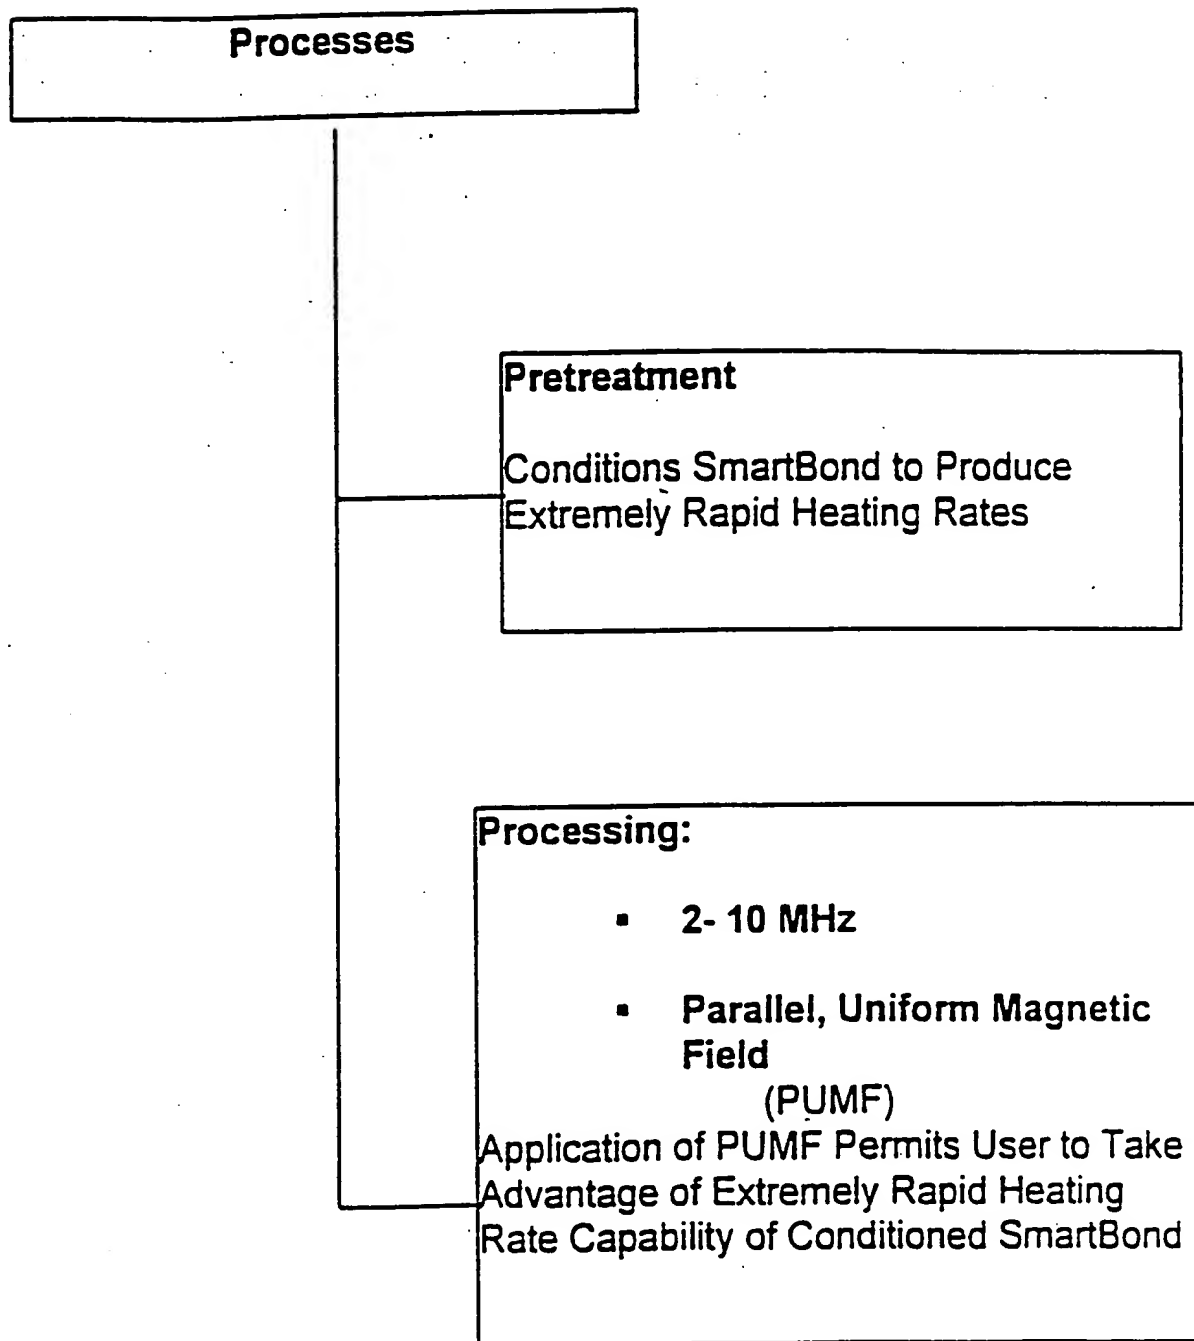 Processes
Pretreatment
Conditions SmartBond to Produce
Extremely Rapid Heating Rates
Processing:
▪ 2- 10 MHz
▪ Parallel, Uniform Magnetic
Field
(PUMF)
Application of PUMF Permits User to Take
Advantage of Extremely Rapid Heating
Rate Capability of Conditioned SmartBond